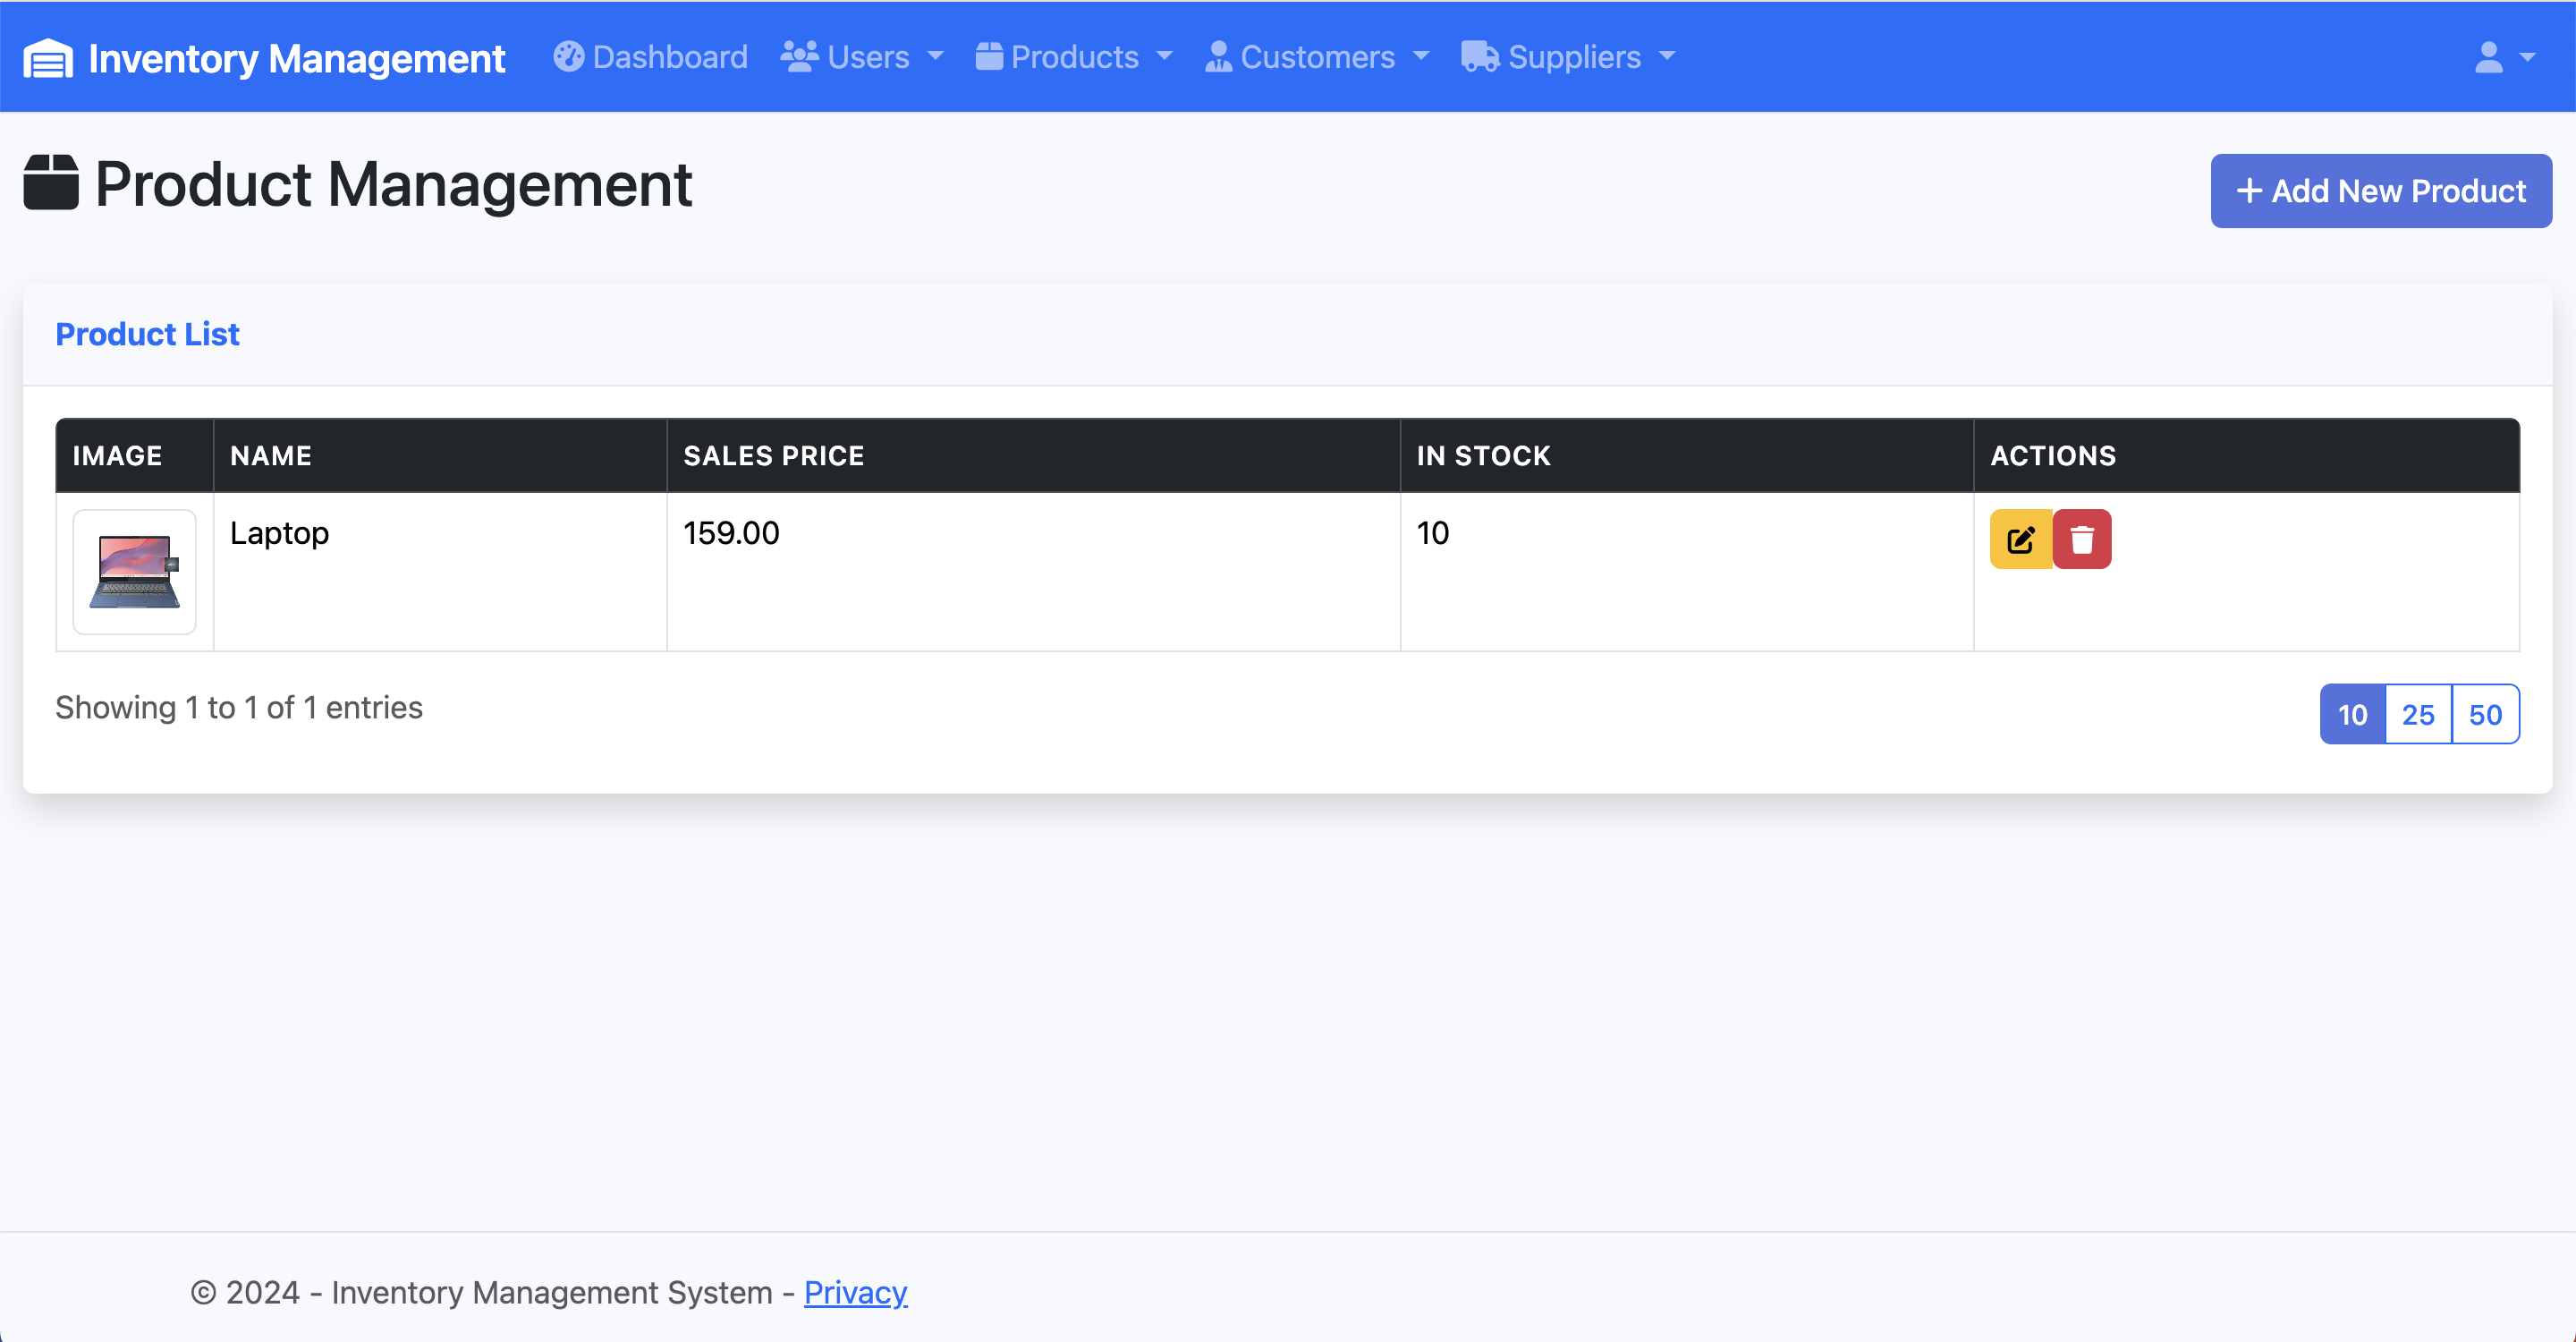 Inventory Management Dashboard Users Products Customers Suppliers
Product Management
+ Add New Product
Product List
IMAGE NAME SALES PRICE IN STOCK ACTIONS
Laptop 159.00 10
Showing 1 to 1 of 1 entries
10 25 50
© 2024 - Inventory Management System - Privacy